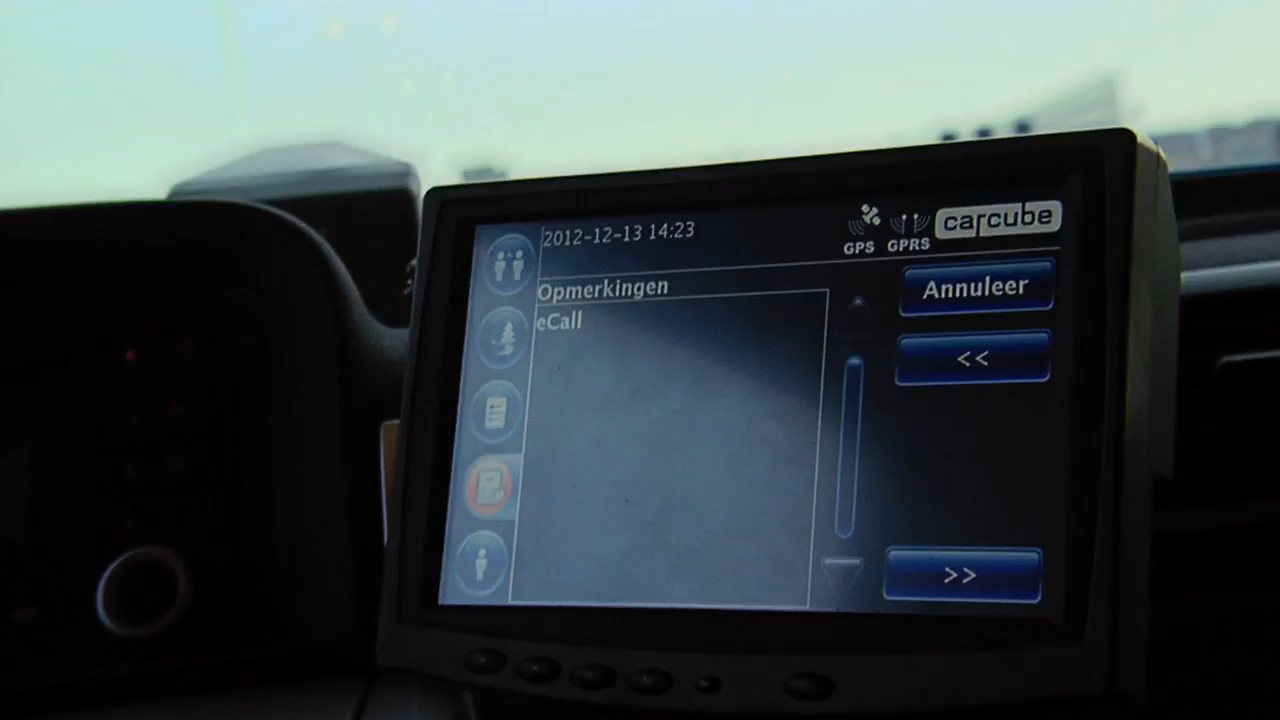 2012-12-13 14:23
GPS GPRS carcube
Opmerkingen
Annuleer
eCall
<<
>>